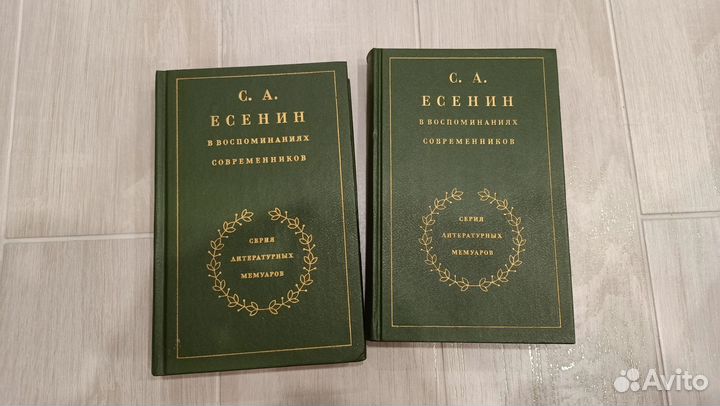 С. А.
ЕСЕНИН
В ВОСПОМИНАНИЯХ
СОВРЕМЕННИКОВ
СЕРИЯ
ЛИТЕРАТУРНЫХ
МЕМУАРОВ
С. А.
ЕСЕНИН
В ВОСПОМИНАНИЯХ
СОВРЕМЕННИКОВ
СЕРИЯ
ЛИТЕРАТУРНЫХ
МЕМУАРОВ
Avito